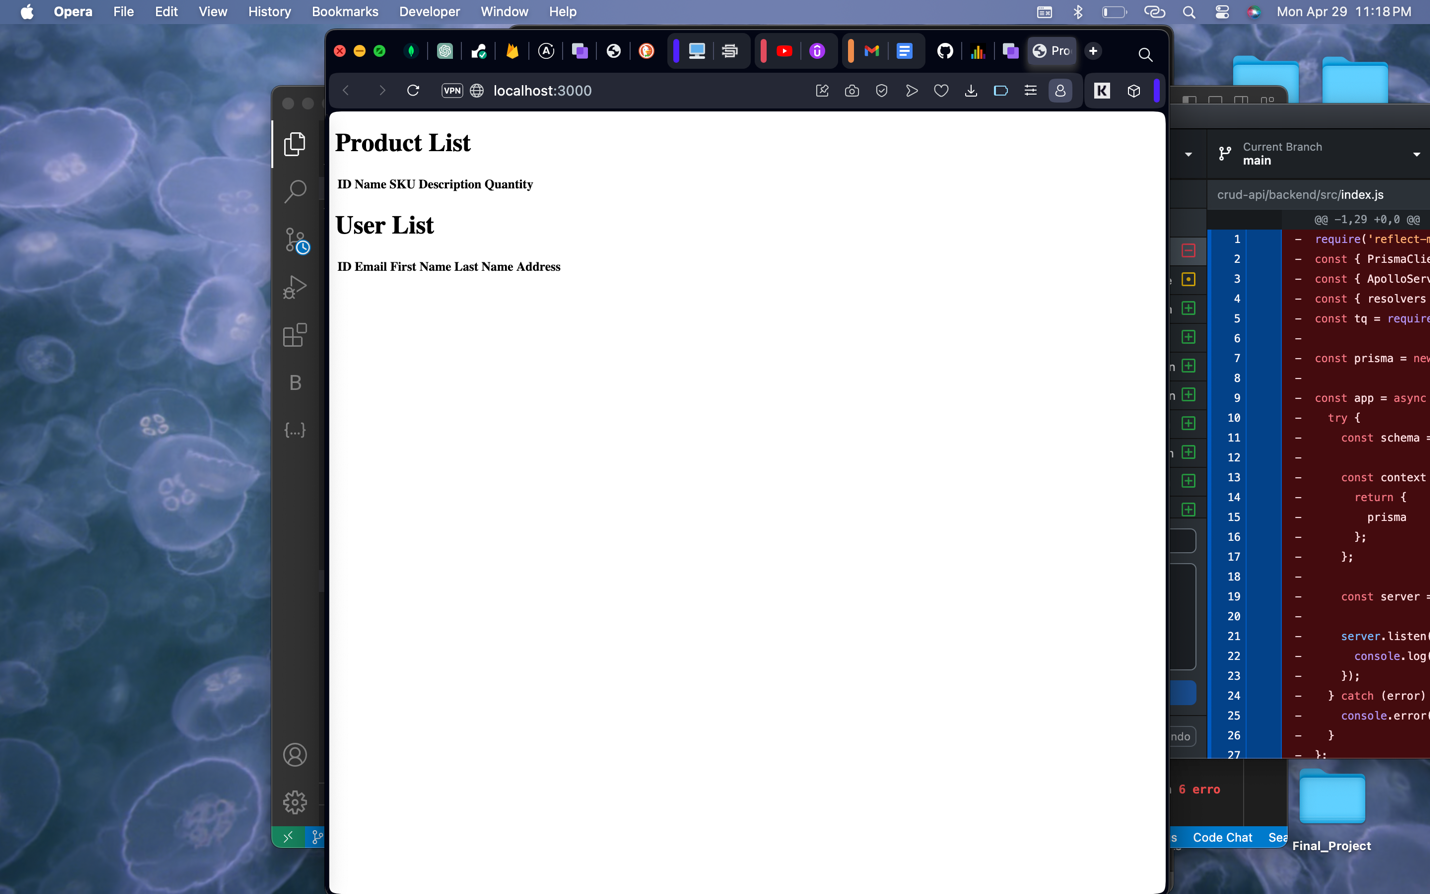 Opera File Edit View History Bookmarks Developer Window Help Mon Apr 29 11:18 PM
Pro
VPN localhost:3000
Product List
ID Name SKU Description Quantity
User List
ID Email First Name Last Name Address
B
{...}
Current Branch
main
crud-api/backend/src/index.js
@@ -1,29 +0,0 @@
1 - require('reflect-m
2 - const { PrismaClie
3 - const { ApolloServ
4 - const { resolvers
5 - const tq = require
6 -
7 - const prisma = new
8 -
9 - const app = async
10 - try {
11 - const schema =
12 -
13 - const context
14 - return {
15 - prisma
16 - };
17 - };
18 -
19 - const server =
20 -
21 - server.listen(
22 - console.log(
23 - });
24 - } catch (error)
25 - console.error(
26 - }
27 - };
ndo
6 erro
s Code Chat Sea
Final_Project